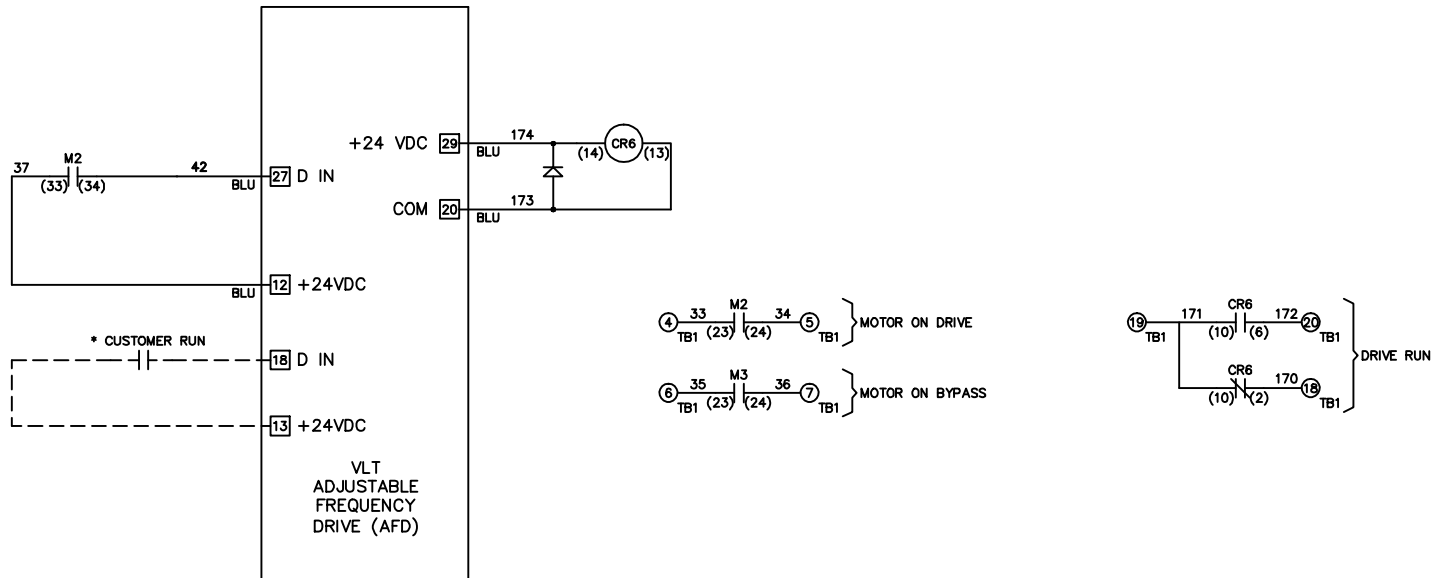 +24 VDC 29 174 BLU (14) CR6 (13)
37 M2 (33) (34) 42 BLU 27 D IN
COM 20 173 BLU
BLU 12 +24VDC
* CUSTOMER RUN 18 D IN
13 +24VDC
VLT
ADJUSTABLE
FREQUENCY
DRIVE (AFD)
4 TB1 33 (23) M2 (24) 34 5 TB1 MOTOR ON DRIVE
6 TB1 35 (23) M3 (24) 36 7 TB1 MOTOR ON BYPASS
19 TB1 171 (10) CR6 (6) 172 20 TB1
DRIVE RUN
(10) CR6 (2) 170 18 TB1